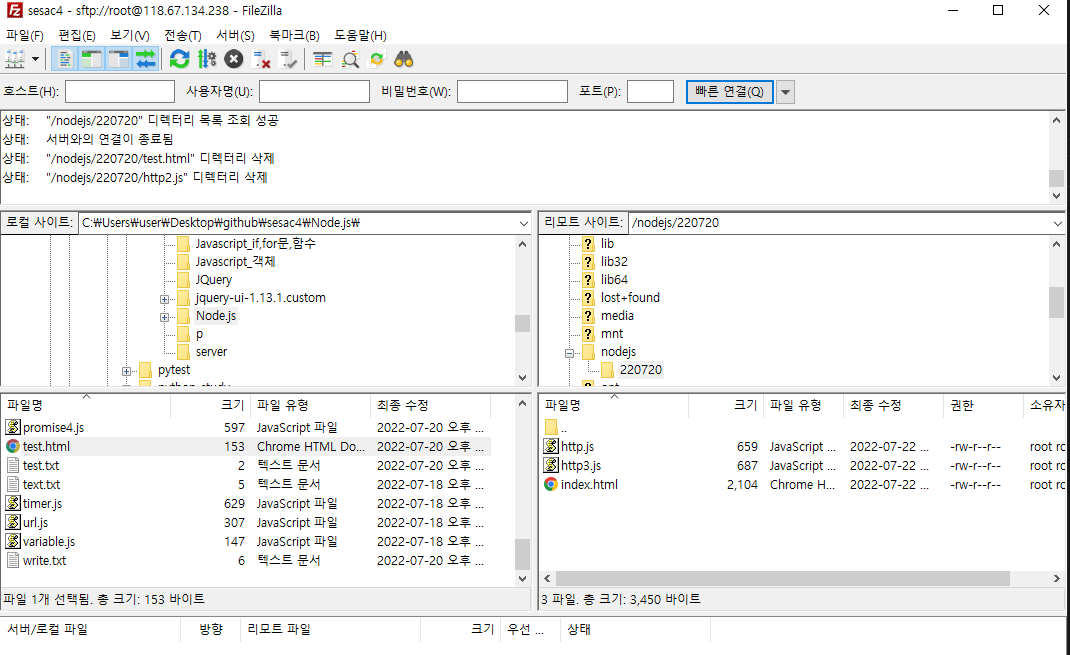 sesac4 - sftp://root@118.67.134.238 - FileZilla
파일(F) 편집(E) 보기(V) 전송(T) 서버(S) 북마크(B) 도움말(H)
호스트(H): 사용자명(U): 비밀번호(W): 포트(P): 빠른 연결(Q)
상태: "/nodejs/220720" 디렉터리 목록 조회 성공
상태: 서버와의 연결이 종료됨
상태: "/nodejs/220720/test.html" 디렉터리 삭제
상태: "/nodejs/220720/http2.js" 디렉터리 삭제
로컬 사이트: C:₩Users₩user₩Desktop₩github₩sesac4₩Node.js₩
Javascript_if,for문,함수
Javascript_객체
JQuery
jquery-ui-1.13.1.custom
Node.js
p
server
pytest
python_study
리모트 사이트: /nodejs/220720
lib
lib32
lib64
lost+found
media
mnt
nodejs
220720
opt
파일명 크기 파일 유형 최종 수정
promise4.js 597 JavaScript 파일 2022-07-20 오후 ...
test.html 153 Chrome HTML Do... 2022-07-20 오후 ...
test.txt 2 텍스트 문서 2022-07-20 오후 ...
text.txt 5 텍스트 문서 2022-07-18 오후 ...
timer.js 629 JavaScript 파일 2022-07-18 오후 ...
url.js 307 JavaScript 파일 2022-07-18 오후 ...
variable.js 147 JavaScript 파일 2022-07-18 오후 ...
write.txt 6 텍스트 문서 2022-07-20 오후 ...
파일 1개 선택됨. 총 크기: 153 바이트
파일명 크기 파일 유형 최종 수정 권한 소유자
..
http.js 659 JavaScript ... 2022-07-22 ... -rw-r--r-- root ro
http3.js 687 JavaScript ... 2022-07-22 ... -rw-r--r-- root ro
index.html 2,104 Chrome H... 2022-07-22 ... -rw-r--r-- root ro
3 파일. 총 크기: 3,450 바이트
서버/로컬 파일 방향 리모트 파일 크기 우선 ... 상태